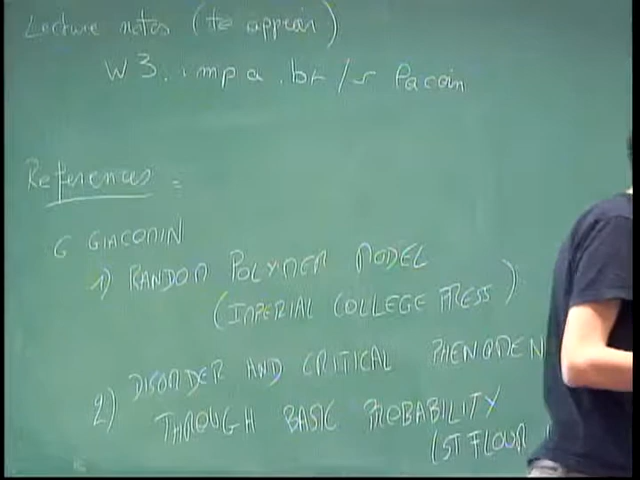 Lecture notes (to appear)
W3.impa.br/~ Lacoin
References:
G GIACOMIN
1) RANDOM POLYMER MODEL
(IMPERIAL COLLEGE PRESS)
2) DISORDER AND CRITICAL PHENOMEN
THROUGH BASIC PROBABILITY
(ST FLOUR